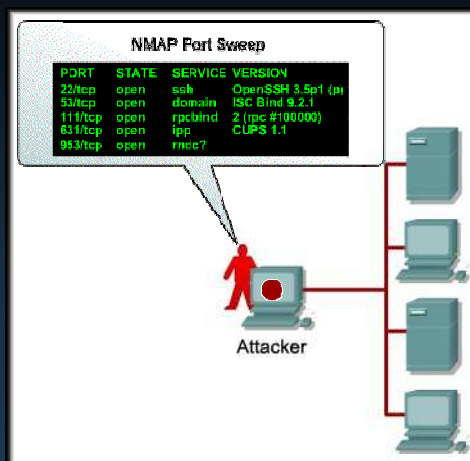 NMAP Port Sweep
PORT STATE SERVICE VERSION
22/tcp open ssh OpenSSH 3.5p1 (p
53/tcp open domain ISC Bind 9.2.1
111/tcp open rpcbind 2 (rpc #100000)
631/tcp open ipp CUPS 1.1
953/tcp open rndc?
Attacker